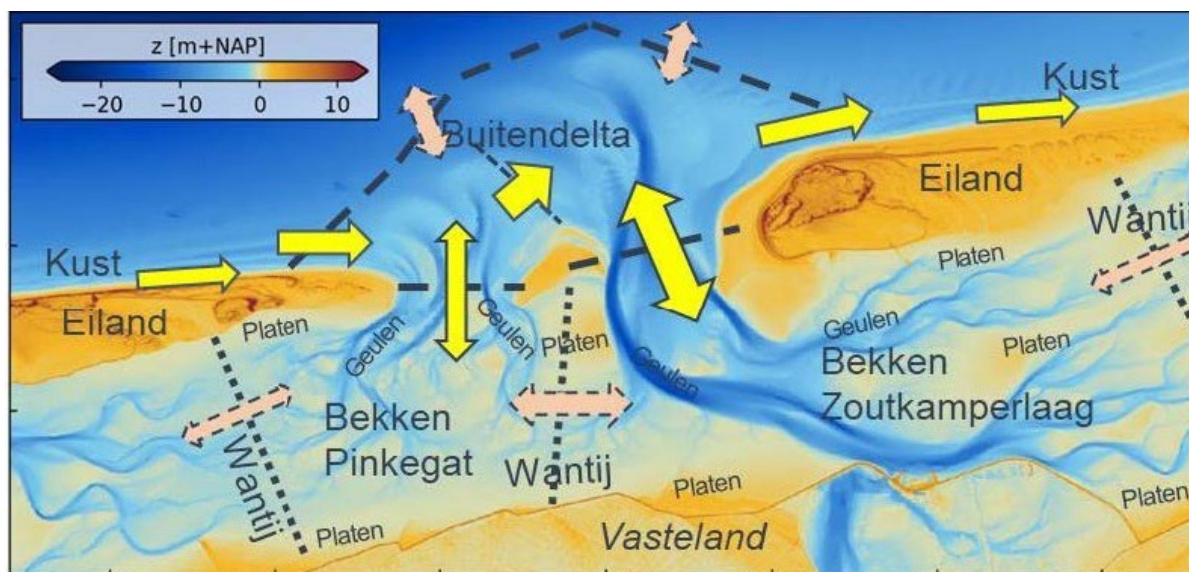 z [m+NAP]
−20 −10 0 10
Kust
Buitendelta
Eiland
Wantij
Kust
Platen
Eiland
Platen
Geulen
Geulen
Platen
Geulen
Geulen
Platen
Bekken
Zoutkamperlaag
Bekken
Pinkegat
Wantij
Wantij
Platen
Platen
Platen
Vasteland